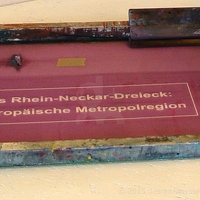 s Rhein-Neckar-Dreieck:
ropäische Metropolregion